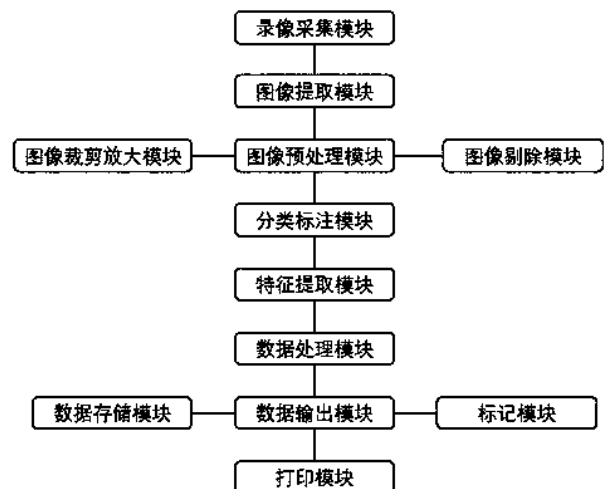 录像采集模块
图像提取模块
图像裁剪放大模块
图像预处理模块
图像剔除模块
分类标注模块
特征提取模块
数据处理模块
数据存储模块
数据输出模块
标记模块
打印模块